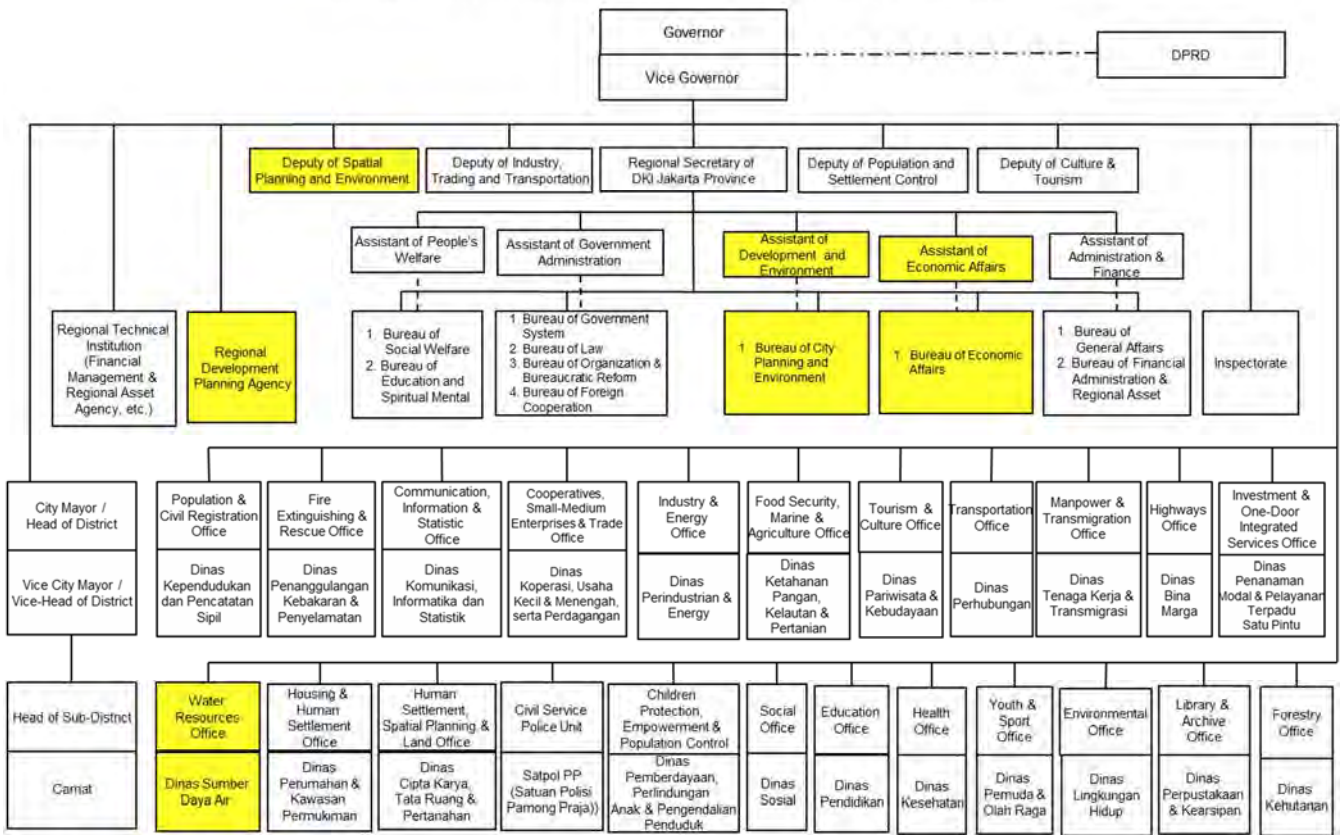 Governor
Vice Governor
DPRD
Deputy of Spatial
Planning and Environment
Deputy of Industry,
Trading and Transportation
Regional Secretary of
DKI Jakarta Province
Deputy of Population and
Settlement Control
Deputy of Culture &
Tourism
Assistant of People's
Welfare
Assistant of Government
Administration
Assistant of
Development and
Environment
Assistant of
Economic Affairs
Assistant of
Administration &
Finance
Regional Technical
Institution
(Financial
Management &
Regional Asset
Agency, etc.)
Regional
Development
Planning Agency
1. Bureau of
Social Welfare
2. Bureau of
Education and
Spiritual Mental
1 Bureau of Government
System
2 Bureau of Law
3. Bureau of Organization &
Bureaucratic Reform
4. Bureau of Foreign
Cooperation
1 Bureau of City
Planning and
Environment
1. Bureau of Economic
Affairs
1. Bureau of
General Affairs
2. Bureau of Financial
Administration &
Regional Asset
Inspectorate
City Mayor /
Head of District
Population &
Civil Registration
Office
Fire
Extinguishing &
Rescue Office
Communication,
Information &
Statistic Office
Cooperatives,
Small-Medium
Enterprises & Trade
Office
Industry &
Energy
Office
Food Security,
Marine &
Agriculture Office
Tourism &
Culture Office
Transportation
Office
Manpower &
Transmigration
Office
Highways
Office
Investment &
One-Door
Integrated
Services Office
Vice City Mayor /
Vice-Head of District
Dinas
Kependudukan
dan Pencatatan
Sipil
Dinas
Penanggulangan
Kebakaran &
Penyelamatan
Dinas
Komunikasi,
Informatika dan
Statistik
Dinas
Koperasi, Usaha
Kecil & Menengah,
serta Perdagangan
Dinas
Perindustrian
& Energy
Dinas
Ketahanan
Pangan,
Kelautan &
Pertanian
Dinas
Pariwisata &
Kebudayaan
Dinas
Perhubungan
Dinas
Tenaga Kerja &
Transmigrasi
Dinas
Bina
Marga
Dinas
Penanaman
Modal & Pelayanan
Terpadu
Satu Pintu
Head of Sub-District
Water
Resources
Office
Housing &
Human
Settlement
Office
Human
Settlement,
Spatial Planning &
Land Office
Civil Service
Police Unit
Children
Protection,
Empowerment &
Population Control
Social
Office
Education
Office
Health
Office
Youth &
Sport
Office
Environmental
Office
Library &
Archive
Office
Forestry
Office
Camat
Dinas Sumber
Daya Air
Dinas
Perumahan &
Kawasan
Permukiman
Dinas
Cipta Karya,
Tata Ruang &
Pertanahan
Satpol PP
(Satuan Polisi
Pamong Praja))
Dinas
Pemberdayaan,
Perlindungan
Anak & Pengendalian
Penduduk
Dinas
Sosial
Dinas
Pendidikan
Dinas
Kesehatan
Dinas
Pemuda &
Olah Raga
Dinas
Lingkungan
Hidup
Dinas
Perpustakaan
& Kearsipan
Dinas
Kehutanan